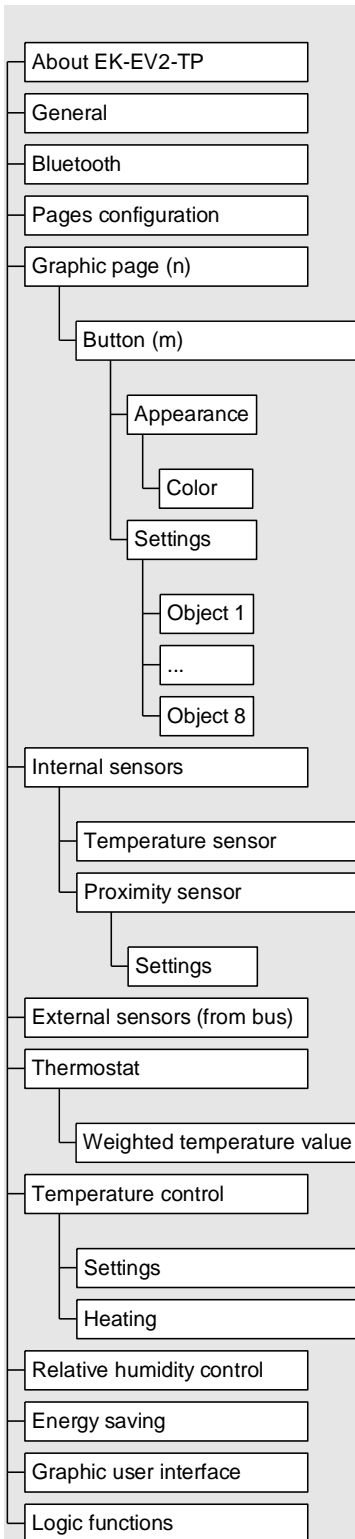 About EK-EV2-TP
General
Bluetooth
Pages configuration
Graphic page (n)
Button (m)
Appearance
Color
Settings
Object 1
...
Object 8
Internal sensors
Temperature sensor
Proximity sensor
Settings
External sensors (from bus)
Thermostat
Weighted temperature value
Temperature control
Settings
Heating
Relative humidity control
Energy saving
Graphic user interface
Logic functions